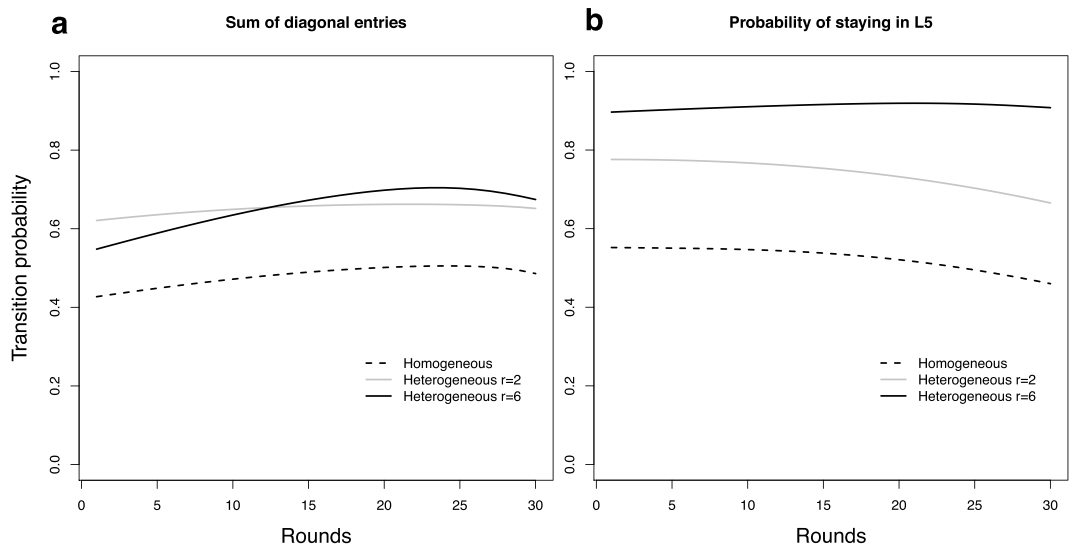 a
Sum of diagonal entries
Transition probability
1.0
0.8
0.6
0.4
0.2
0.0
Homogeneous
Heterogeneous r=2
Heterogeneous r=6
0 5 10 15 20 25 30
Rounds
b
Probability of staying in L5
1.0
0.8
0.6
0.4
0.2
0.0
Homogeneous
Heterogeneous r=2
Heterogeneous r=6
0 5 10 15 20 25 30
Rounds